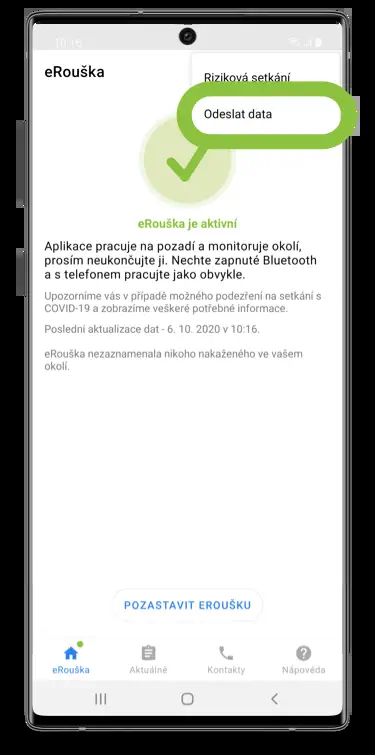 10:16
eRouška
Riziková setkání
Odeslat data
eRouška je aktivní
Aplikace pracuje na pozadí a monitoruje okolí,
prosím neukončujte ji. Nechte zapnuté Bluetooth
a s telefonem pracujte jako obvykle.
Upozorníme vás v případě možného podezření na setkání s
COVID-19 a zobrazíme veškeré potřebné informace.
Poslední aktualizace dat - 6. 10. 2020 v 10:16.
eRouška nezaznamenala nikoho nakaženého ve vašem
okolí.
POZASTAVIT EROUŠKU
eRouška Aktuálně Kontakty Nápověda